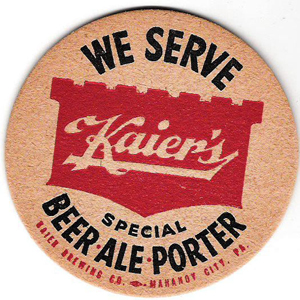 WE SERVE
Kaier's
SPECIAL
BEER · ALE · PORTER
KAIER BREWING CO. MAHANOY CITY, PA.